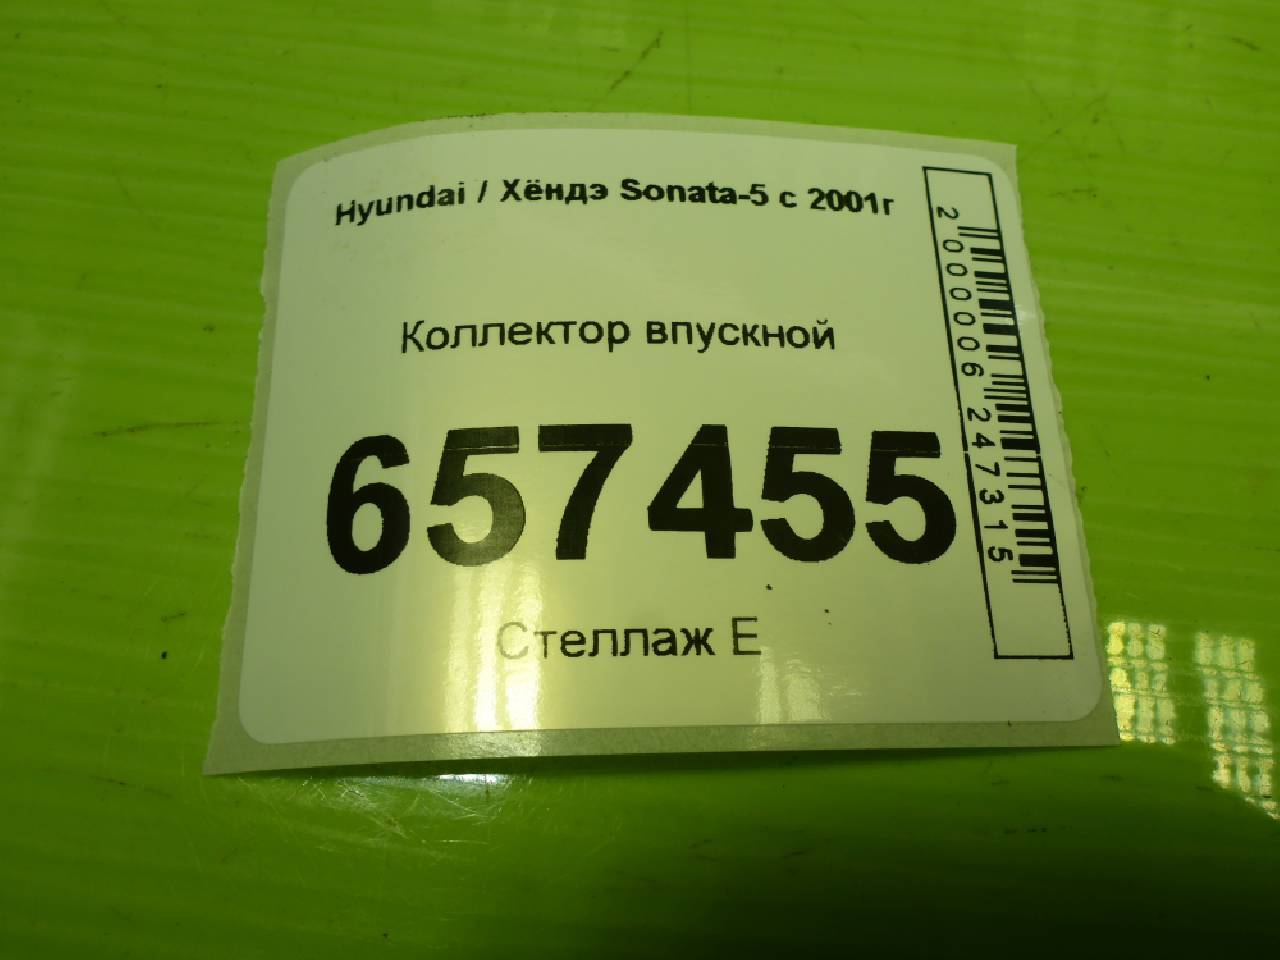 Hyundai / Хёндэ Sonata-5 с 2001г
Коллектор впускной
657455
Стеллаж Е
2000006247315